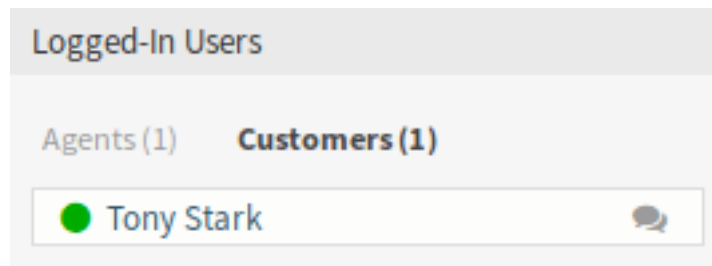 Logged-In Users
Agents (1) Customers (1)
Tony Stark